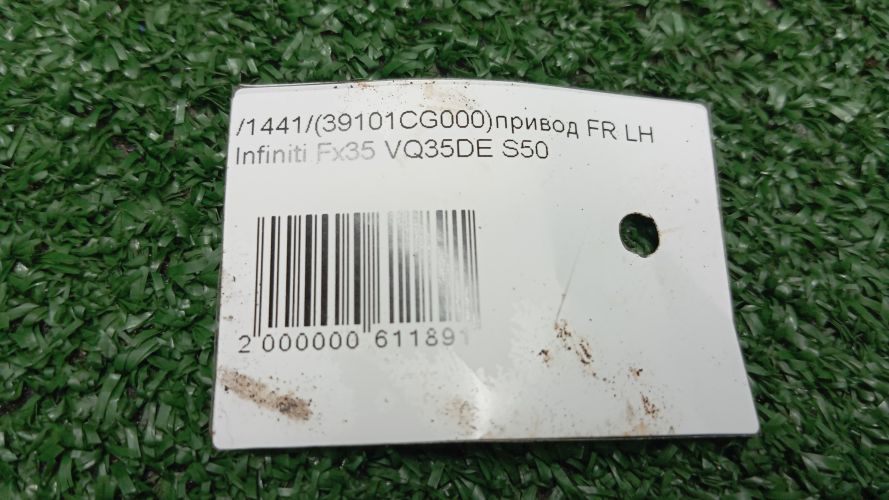 /1441/(39101CG000)привод FR LH
Infiniti Fx35 VQ35DE S50
2 000000 611891